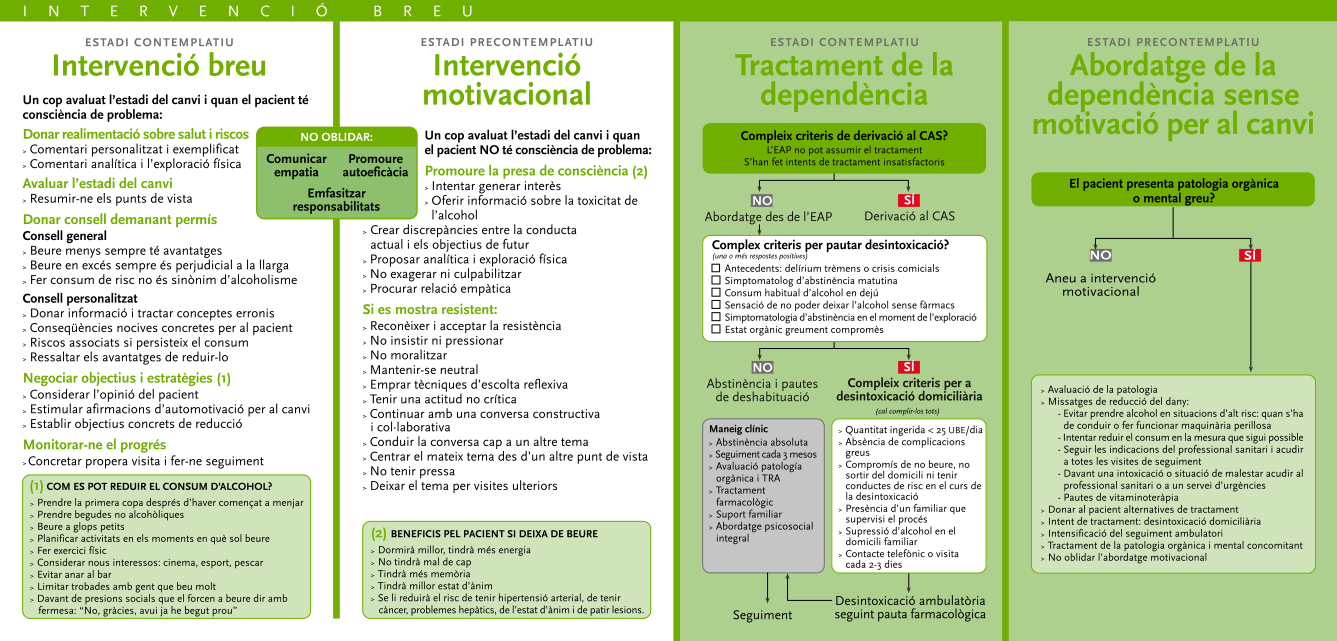 INTERVENCIÓ BREU
ESTADI CONTEMPLATIU
Intervenció breu
Un cop avaluat l'estadi del canvi i quan el pacient té
consciència de problema:
Donar realimentació sobre salut i riscos
> Comentari personalitzat i exemplificat
> Comentari analítica i l'exploració física
Avaluar l'estadi del canvi
> Resumir-ne els punts de vista
Donar consell demanant permís
Consell general
> Beure menys sempre té avantatges
> Beure en excés sempre és perjudicial a la llarga
> Fer consum de risc no és sinònim d'alcoholisme
Consell personalitzat
> Donar informació i tractar conceptes erronis
> Conseqüències nocives concretes per al pacient
> Riscos associats si persisteix el consum
> Ressaltar els avantatges de reduir-lo
Negociar objectius i estratègies (1)
> Considerar l'opinió del pacient
> Estimular afirmacions d'automotivació per al canvi
> Establir objectius concrets de reducció
Monitorar-ne el progrés
> Concretar propera visita i fer-ne seguiment
(1) COM ES POT REDUIR EL CONSUM D'ALCOHOL?
> Prendre la primera copa després d'haver començat a menjar
> Prendre begudes no alcohòliques
> Beure a glops petits
> Planificar activitats en els moments en què sol beure
> Fer exercici físic
> Considerar nous interessos: cinema, esport, pescar
> Evitar anar al bar
> Limitar trobades amb gent que beu molt
> Davant de presions socials que el forcen a beure dir amb
fermesa: "No, gràcies, avui ja he begut prou"
NO OBLIDAR:
Comunicar
empatia
Promoure
autoeficàcia
Emfasitzar
responsabilitats
ESTADI PRECONTEMPLATIU
Intervenció
motivacional
Un cop avaluat l'estadi del canvi i quan
el pacient NO té consciència de problema:
Promoure la presa de consciència (2)
> Intentar generar interès
> Oferir informació sobre la toxicitat de
l'alcohol
> Crear discrepàncies entre la conducta
actual i els objectius de futur
> Proposar analítica i exploració física
> No exagerar ni culpabilitzar
> Procurar relació empàtica
Si es mostra resistent:
> Reconèixer i acceptar la resistència
> No insistir ni pressionar
> No moralitzar
> Mantenir-se neutral
> Emprar tècniques d'escolta reflexiva
> Tenir una actitud no crítica
> Continuar amb una conversa constructiva
i col·laborativa
> Conduir la conversa cap a un altre tema
> Centrar el mateix tema des d'un altre punt de vista
> No tenir pressa
> Deixar el tema per visites ulteriors
(2) BENEFICIS PEL PACIENT SI DEIXA DE BEURE
> Dormirà millor, tindrà més energia
> No tindrà mal de cap
> Tindrà més memòria
> Tindrà millor estat d'ànim
> Se li reduirà el risc de tenir hipertensió arterial, de tenir
càncer, problemes hepàtics, de l'estat d'ànim i de patir lesions.
ESTADI CONTEMPLATIU
Tractament de la
dependència
Compleix criteris de derivació al CAS?
L'EAP no pot assumir el tractament
S'han fet intents de tractament insatisfactoris
NO
SÍ
Abordatge des de l'EAP
Derivació al CAS
Complex criteris per pautar desintoxicació?
(una o més respostes positives)
Antecedents: delírium trèmens o crisis comicials
Simptomatolog d'abstinència matutina
Consum habitual d'alcohol en dejú
Sensació de no poder deixar l'alcohol sense fàrmacs
Simptomatologia d'abstinència en el moment de l'exploració
Estat orgànic greument compromès
NO
SÍ
Abstinència i pautes
de deshabituació
Compleix criteris per a
desintoxicació domiciliària
(cal complir-los tots)
Maneig clínic
> Abstinència absoluta
> Seguiment cada 3 mesos
> Avaluació patología
orgànica i TRA
> Tractament
farmacològic
> Suport familiar
> Abordatge psicosocial
integral
> Quantitat ingerida < 25 UBE/dia
> Absència de complicacions
greus
> Compromís de no beure, no
sortir del domicili ni tenir
conductes de risc en el curs de
la desintoxicació
> Presència d'un familiar que
supervisi el procés
> Supressió d'alcohol en el
domicili familiar
> Contacte telefònic o visita
cada 2-3 dies
Seguiment
Desintoxicació ambulatòria
seguint pauta farmacològica
ESTADI PRECONTEMPLATIU
Abordatge de la
dependència sense
motivació per al canvi
El pacient presenta patologia orgànica
o mental greu?
NO
SÍ
Aneu a intervenció
motivacional
> Avaluació de la patologia
> Missatges de reducció del dany:
- Evitar prendre alcohol en situacions d'alt risc: quan s'ha
de conduir o fer funcionar maquinària perillosa
- Intentar reduir el consum en la mesura que sigui possible
- Seguir les indicacions del professional sanitari i acudir
a totes les visites de seguiment
- Davant una intoxicació o situació de malestar acudir al
professional sanitari o a un servei d'urgències
- Pautes de vitaminoteràpia
> Donar al pacient alternatives de tractament
> Intent de tractament: desintoxicació domiciliària
> Intensificació del seguiment ambulatori
> Tractament de la patologia orgànica i mental concomitant
> No oblidar l'abordatge motivacional